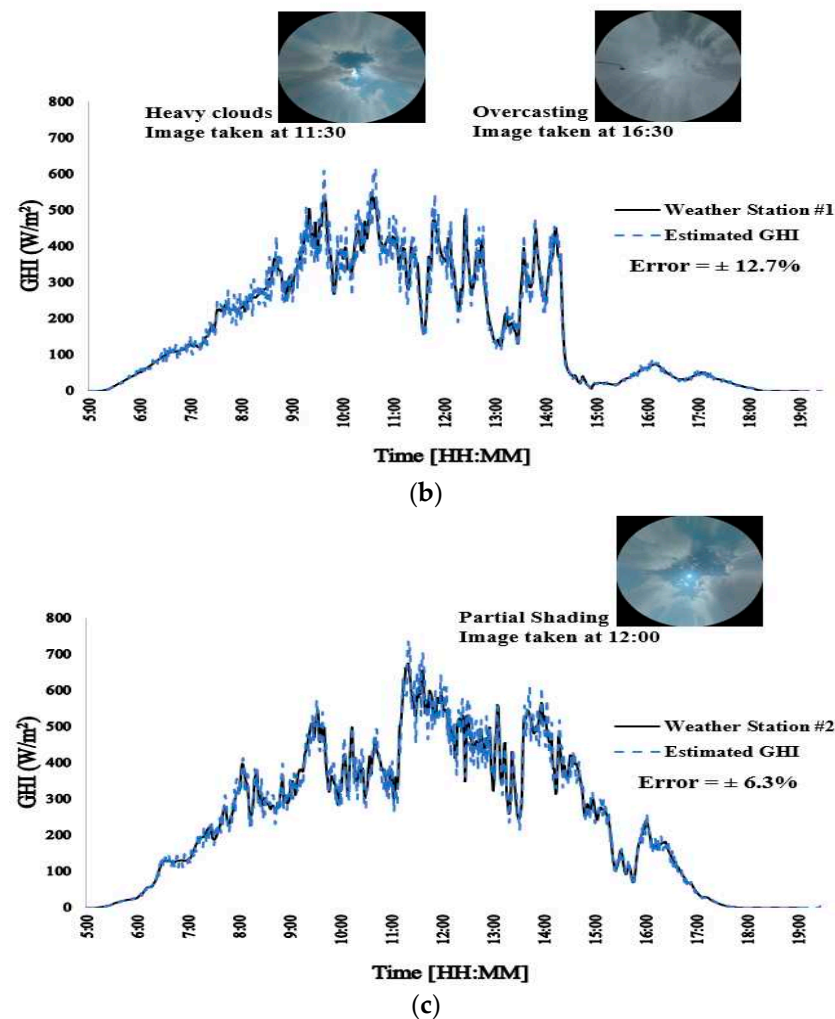 Heavy clouds
Image taken at 11:30
Overcasting
Image taken at 16:30
800
700
600
500
400
300
200
100
0
GHI (W/m²)
Weather Station #1
Estimated GHI
Error = ± 12.7%
5:00
6:00
7:00
8:00
9:00
10:00
11:00
12:00
13:00
14:00
15:00
16:00
17:00
18:00
19:00
Time [HH:MM]
(b)
Partial Shading
Image taken at 12:00
800
700
600
500
400
300
200
100
0
GHI (W/m²)
Weather Station #2
Estimated GHI
Error = ± 6.3%
5:00
6:00
7:00
8:00
9:00
10:00
11:00
12:00
13:00
14:00
15:00
16:00
17:00
18:00
19:00
Time [HH:MM]
(c)